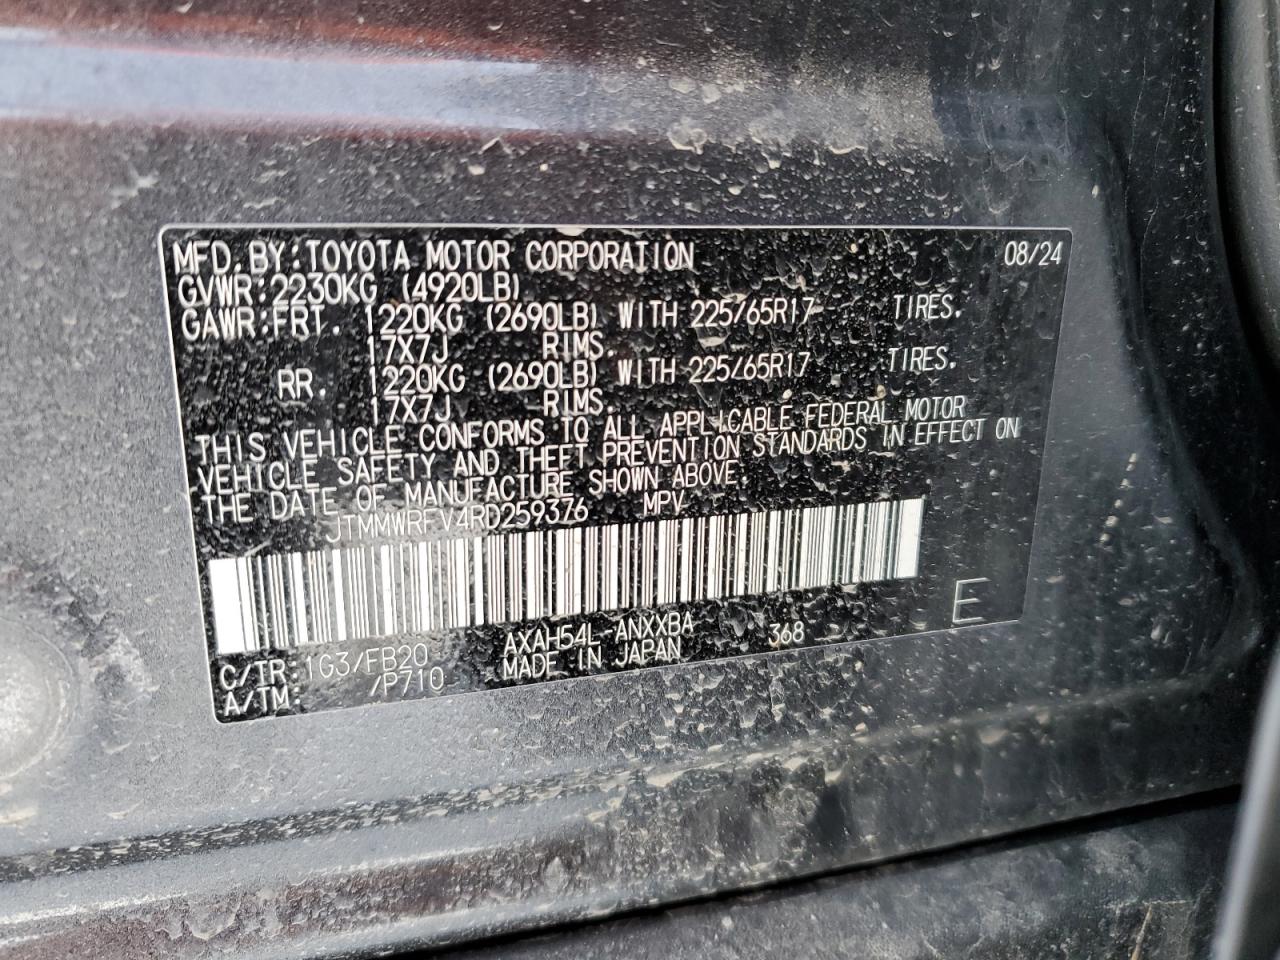 MFD. BY: TOYOTA MOTOR CORPORATION 08/24
GVWR: 2230KG (4920LB)
GAWR: FRT. 1220KG (2690LB) WITH 225/65R17 TIRES.
17X7J RIMS.
RR. 1220KG (2690LB) WITH 225/65R17 TIRES.
17X7J RIMS.
THIS VEHICLE CONFORMS TO ALL APPLICABLE FEDERAL MOTOR
VEHICLE SAFETY AND THEFT PREVENTION STANDARDS IN EFFECT ON
THE DATE OF MANUFACTURE SHOWN ABOVE.
JTMMWRFV4RD259376 MPV
E
C/TR: 1G3/FB20 AXAH54L-ANXXBA 368
A/TM: /P710 MADE IN JAPAN